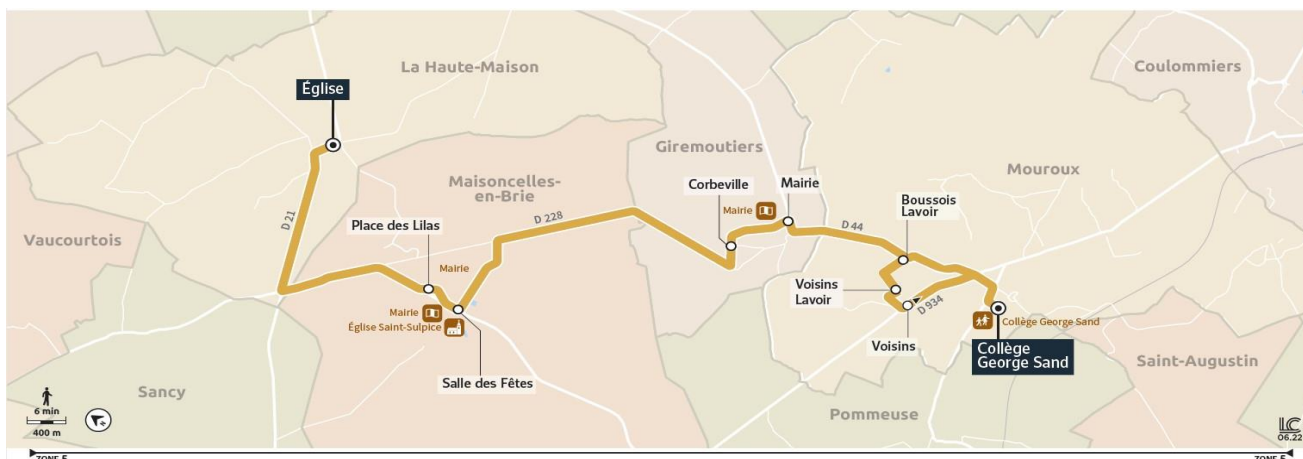 La Haute-Maison
Coulommiers
Église
Giremoutiers
Mouroux
Maisoncelles-
en-Brie
Corbeville
Mairie
Mairie
Boussois
Lavoir
D 21
Place des Lilas
D 228
D 44
Vaucourtois
Mairie
Voisins
Lavoir
D 934
Mairie
Église Saint-Sulpice
Collège George-Sand
Voisins
Collège
George Sand
Saint-Augustin
Salle des Fêtes
Sancy
Pommeuse
6 min
400 m
LC
06.22
ZONE 5
ZONE 5